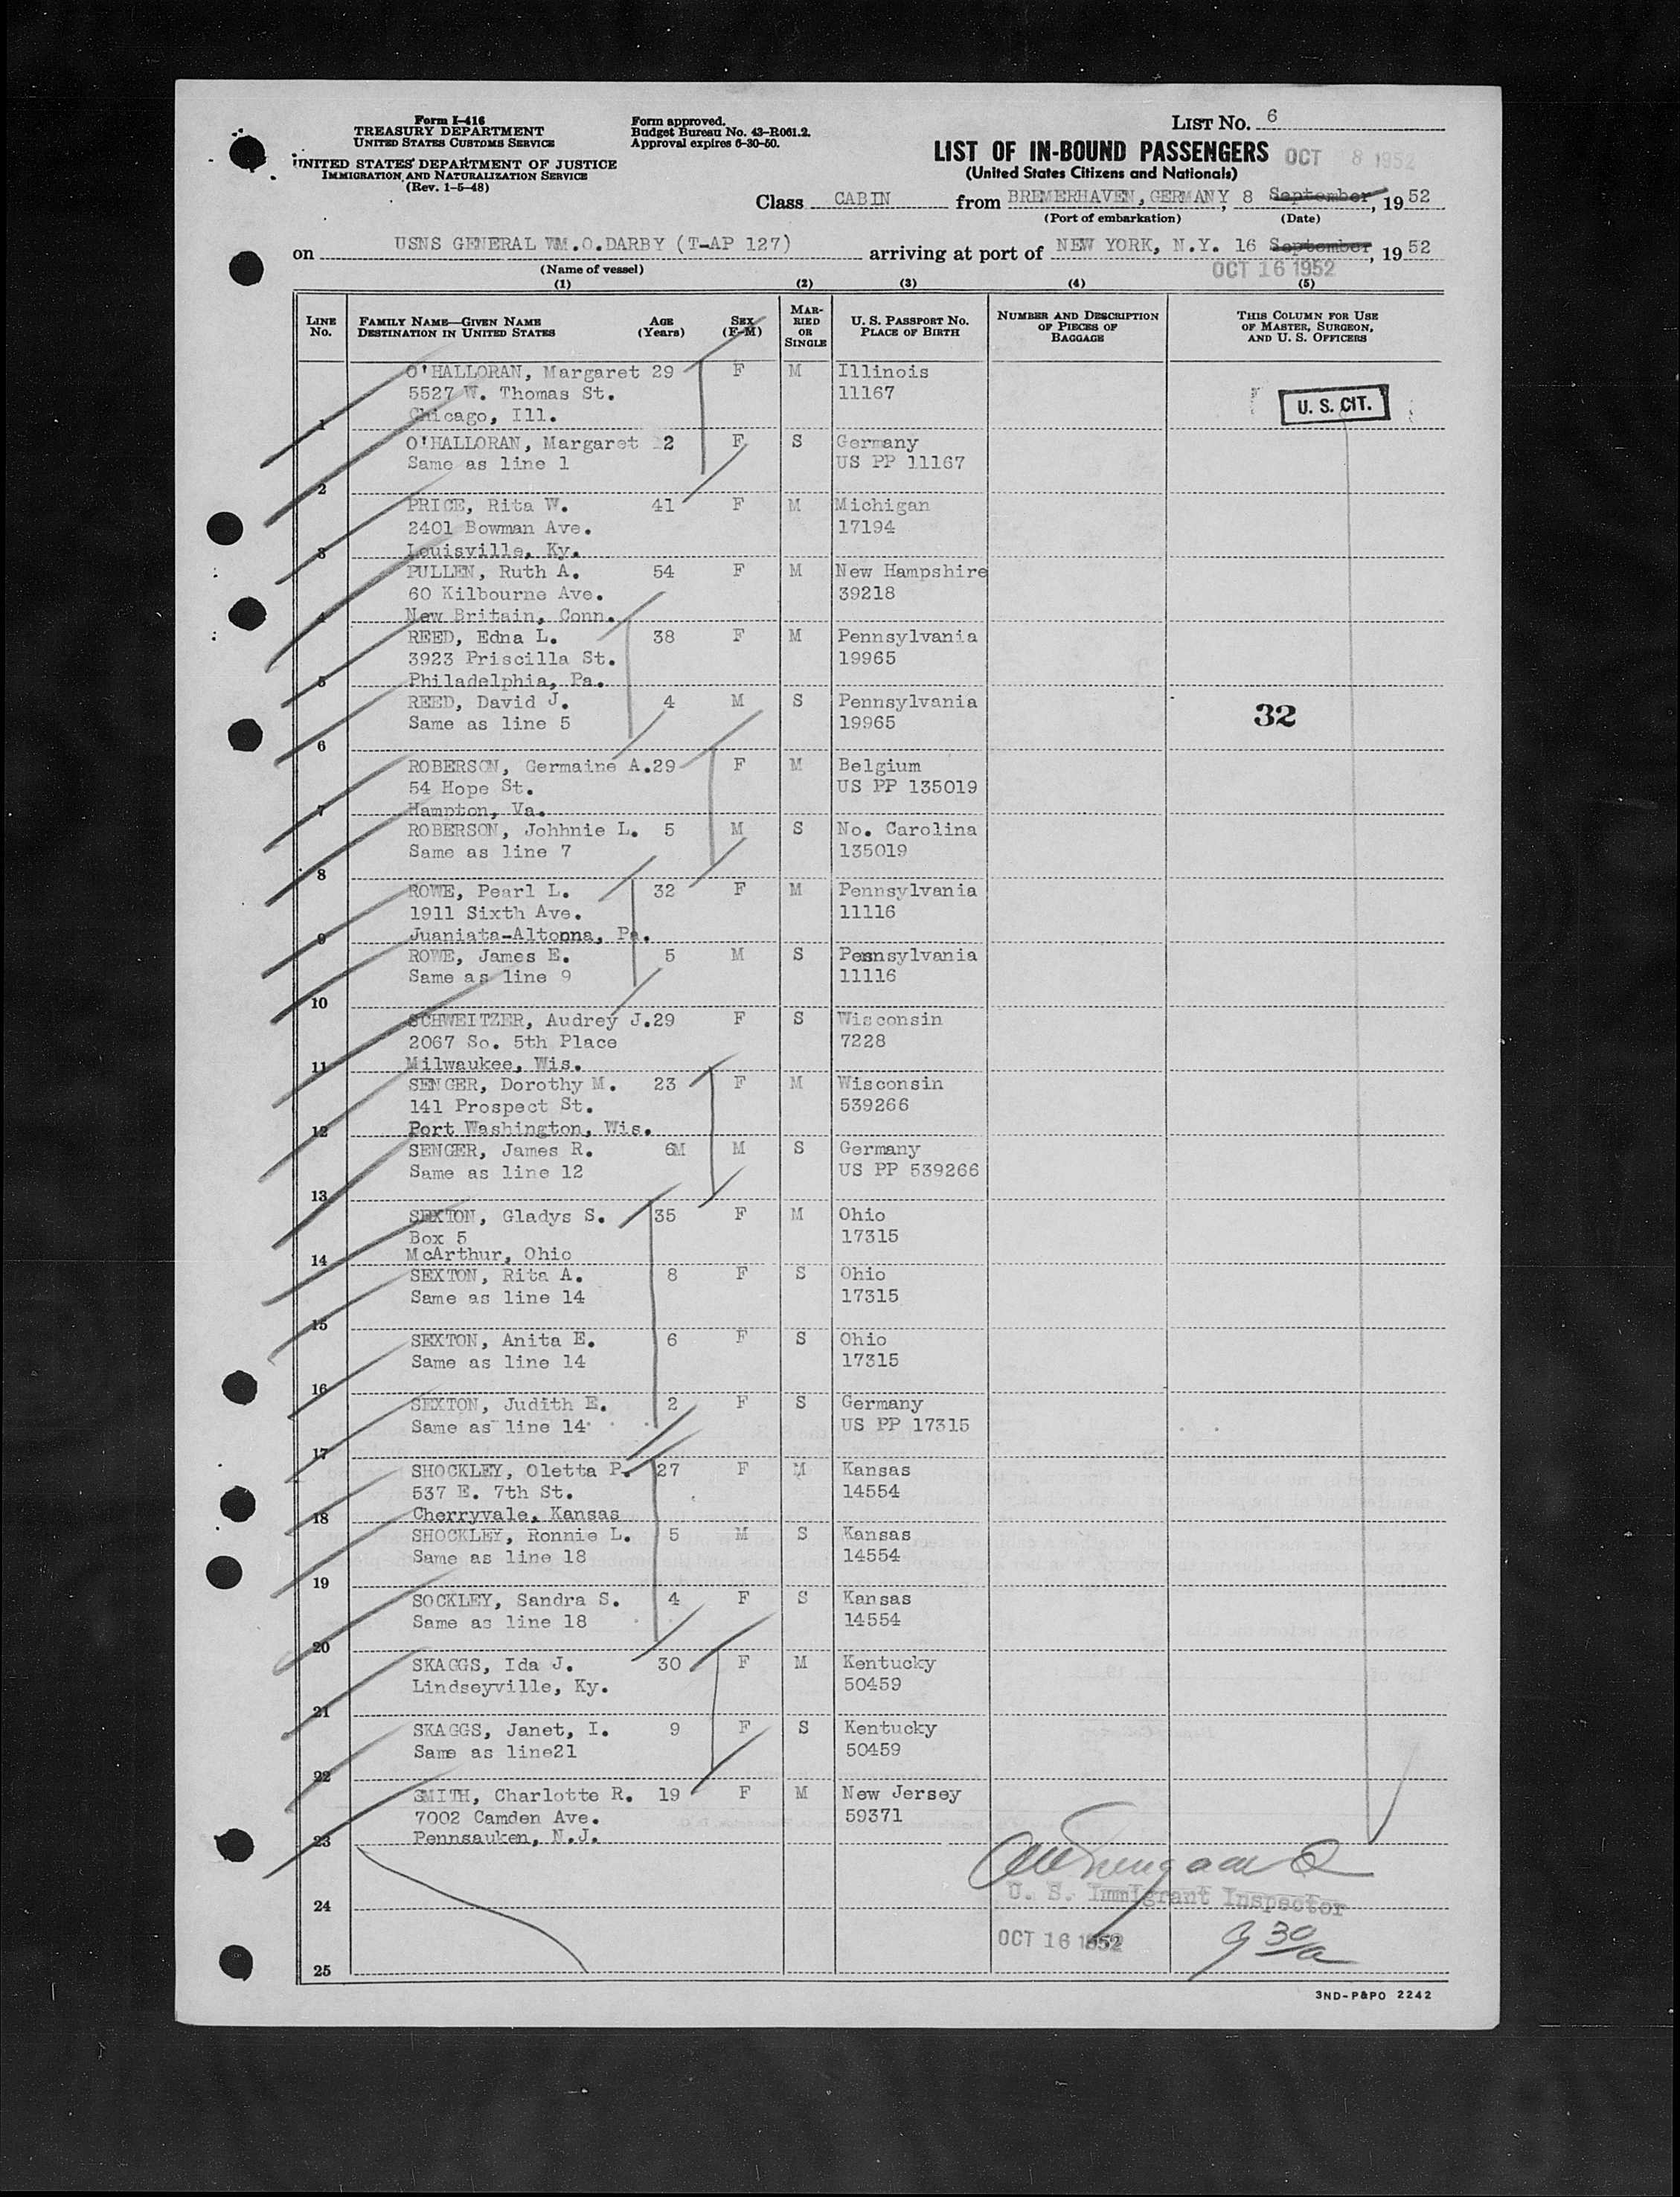 Form I-416
TREASURY DEPARTMENT
UNITED STATES CUSTOMS SERVICE
UNITED STATES DEPARTMENT OF JUSTICE
IMMIGRATION AND NATURALIZATION SERVICE
(Rev. 1-5-48)
Form approved.
Budget Bureau No. 43-R061.2.
Approval expires 6-30-50.
LIST NO. 6
LIST OF IN-BOUND PASSENGERS OCT 8 1952
(United States Citizens and Nationals)
Class CABIN from BREMERHAVEN, GERMANY, 8 September, 1952
(Port of embarkation) (Date)
on USNS GENERAL WM.O.DARBY (T-AP 127) arriving at port of NEW YORK, N.Y. 16 September, 1952
(Name of vessel) OCT 16 1952
(1) (2) (3) (4) (5)
LINE NO. FAMILY NAME—GIVEN NAME DESTINATION IN UNITED STATES AGE (Years) SEX (F-M) MARRIED OR SINGLE U. S. PASSPORT NO. PLACE OF BIRTH NUMBER AND DESCRIPTION OF PIECES OF BAGGAGE THIS COLUMN FOR USE OF MASTER, SURGEON, AND U. S. OFFICERS
O'HALLORAN, Margaret 29 F M Illinois
5527 W. Thomas St. 11167
U. S. CIT.
1 Chicago, Ill.
O'HALLORAN, Margaret 2 F S Germany
Same as line 1 US PP 11167
2
PRICE, Rita W. 41 F M Michigan
2401 Bowman Ave. 17194
3 Louisville, Ky.
PULLEN, Ruth A. 54 F M New Hampshire
60 Kilbourne Ave. 39218
4 New Britain, Conn.
REED, Edna L. 38 F M Pennsylvania
3923 Priscilla St. 19965
5 Philadelphia, Pa.
REED, David J. 4 M S Pennsylvania
Same as line 5 19965
32
6
ROBERSON, Germaine A. 29 F M Belgium
54 Hope St. US PP 135019
7 Hampton, Va.
ROBERSON, Johhnie L. 5 M S No. Carolina
Same as line 7 135019
8
ROWE, Pearl L. 32 F M Pennsylvania
1911 Sixth Ave. 11116
9 Juaniata-Altoona, Pa.
ROWE, James E. 5 M S Pennsylvania
Same as line 9 11116
10
SCHWEITZER, Audrey J. 29 F S Wisconsin
2067 So. 5th Place 7228
11 Milwaukee, Wis.
SENGER, Dorothy M. 23 F M Wisconsin
141 Prospect St. 539266
12 Port Washington, Wis.
SENGER, James R. 6M M S Germany
Same as line 12 US PP 539266
13
SEXTON, Gladys S. 35 F M Ohio
Box 5 17315
14 McArthur, Ohio
SEXTON, Rita A. 8 F S Ohio
Same as line 14 17315
15
SEXTON, Anita E. 6 F S Ohio
Same as line 14 17315
16
SEXTON, Judith E. 2 F S Germany
Same as line 14 US PP 17315
17
SHOCKLEY, Oletta P. 27 F M Kansas
537 E. 7th St. 14554
18 Cherryvale, Kansas
SHOCKLEY, Ronnie L. 5 M S Kansas
Same as line 18 14554
19
SOCKLEY, Sandra S. 4 F S Kansas
Same as line 18 14554
20
SKAGGS, Ida J. 30 F M Kentucky
Lindseyville, Ky. 50459
21
SKAGGS, Janet, I. 9 F S Kentucky
Same as line21 50459
22
SMITH, Charlotte R. 19 F M New Jersey
7002 Camden Ave. 59371
23 Pennsauken, N.J.
U. S. Immigrant Inspector
24
OCT 16 1952 9 30/a
25
3ND-P&PO 2242